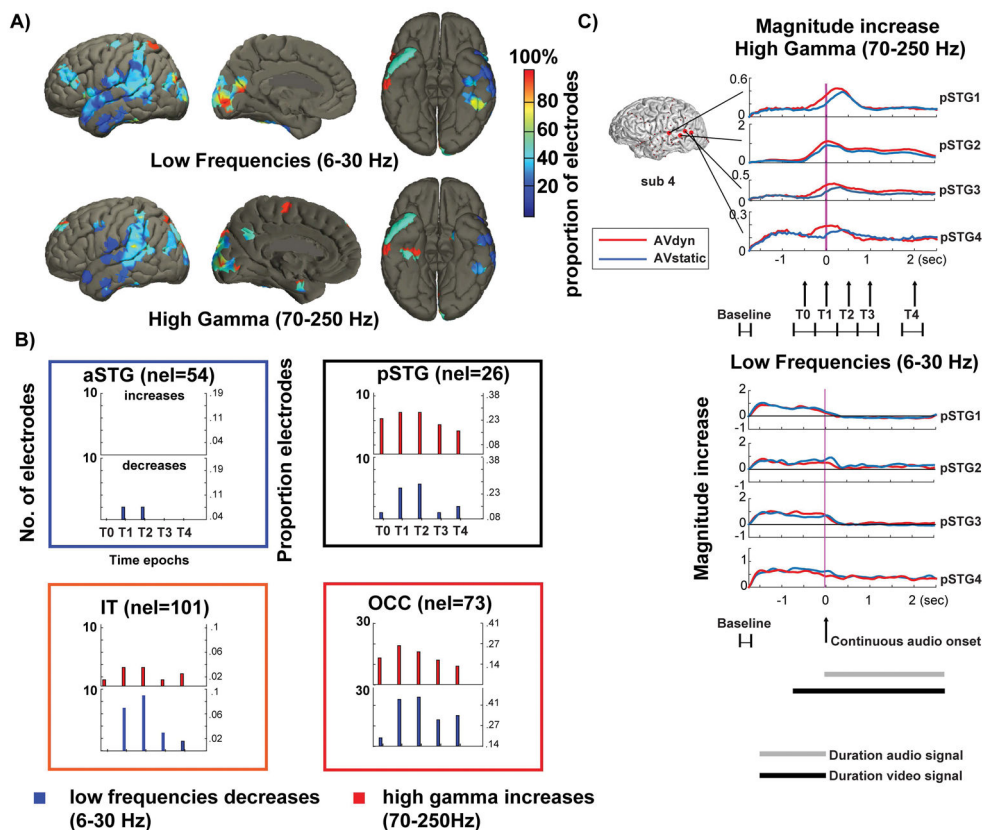 A)
100%
80
60
40
20
proportion of electrodes
Low Frequencies (6-30 Hz)
High Gamma (70-250 Hz)
B)
No. of electrodes
Proportion electrodes
aSTG (nel=54)
10
increases
.19
.11
.04
10
decreases
.19
.11
.04
T0 T1 T2 T3 T4
Time epochs
pSTG (nel=26)
10
.38
.23
.08
10
.38
.23
.08
T0 T1 T2 T3 T4
IT (nel=101)
10
.1
.06
.02
10
.1
.06
.02
OCC (nel=73)
30
.41
.27
.14
30
.41
.27
.14
low frequencies decreases
(6-30 Hz)
high gamma increases
(70-250Hz)
C)
Magnitude increase
High Gamma (70-250 Hz)
sub 4
AVdyn
AVstatic
0.6
0
pSTG1
2
0
pSTG2
0.5
0
pSTG3
0.3
0
pSTG4
-1 0 1 2 (sec)
Baseline
T0 T1 T2 T3 T4
Low Frequencies (6-30 Hz)
Magnitude increase
2
0
-1
pSTG1
2
0
-1
pSTG2
2
0
-1
pSTG3
1
0
pSTG4
-1 0 1 2 (sec)
Baseline
Continuous audio onset
Duration audio signal
Duration video signal